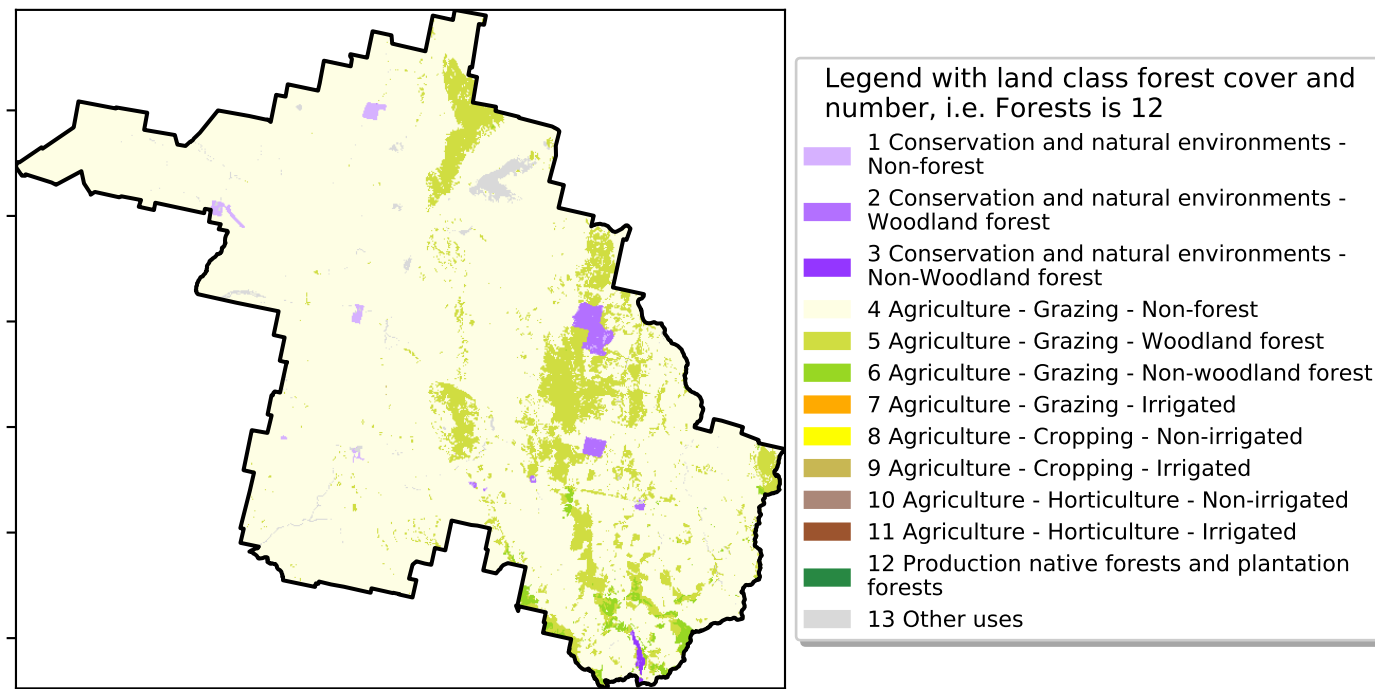 Legend with land class forest cover and
number, i.e. Forests is 12
1 Conservation and natural environments -
Non-forest
2 Conservation and natural environments -
Woodland forest
3 Conservation and natural environments -
Non-Woodland forest
4 Agriculture - Grazing - Non-forest
5 Agriculture - Grazing - Woodland forest
6 Agriculture - Grazing - Non-woodland forest
7 Agriculture - Grazing - Irrigated
8 Agriculture - Cropping - Non-irrigated
9 Agriculture - Cropping - Irrigated
10 Agriculture - Horticulture - Non-irrigated
11 Agriculture - Horticulture - Irrigated
12 Production native forests and plantation
forests
13 Other uses